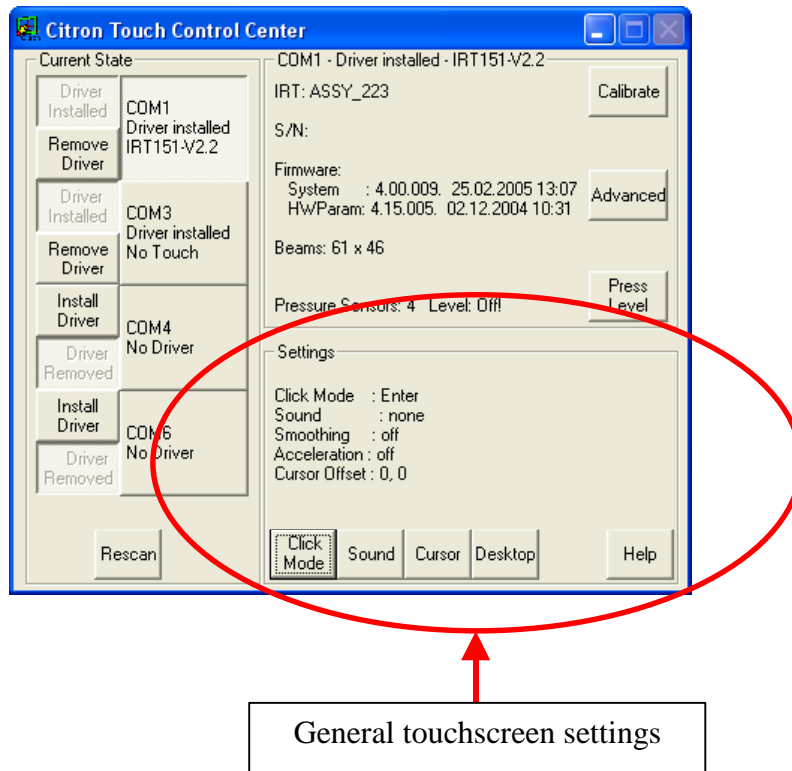 Citron Touch Control Center
Current State
Driver
Installed
Remove
Driver
COM1
Driver installed
IRT151-V2.2
Driver
Installed
Remove
Driver
COM3
Driver installed
No Touch
Install
Driver
Driver
Removed
COM4
No Driver
Install
Driver
Driver
Removed
COM6
No Driver
Rescan
COM1 - Driver installed - IRT151-V2.2
IRT: ASSY_223
S/N:
Firmware:
System : 4.00.009. 25.02.2005 13:07
HWParam: 4.15.005. 02.12.2004 10:31
Beams: 61 x 46
Pressure Sensors: 4 Level: Off!
Calibrate
Advanced
Press
Level
Settings
Click Mode : Enter
Sound : none
Smoothing : off
Acceleration : off
Cursor Offset : 0, 0
Click
Mode
Sound
Cursor
Desktop
Help
General touchscreen settings